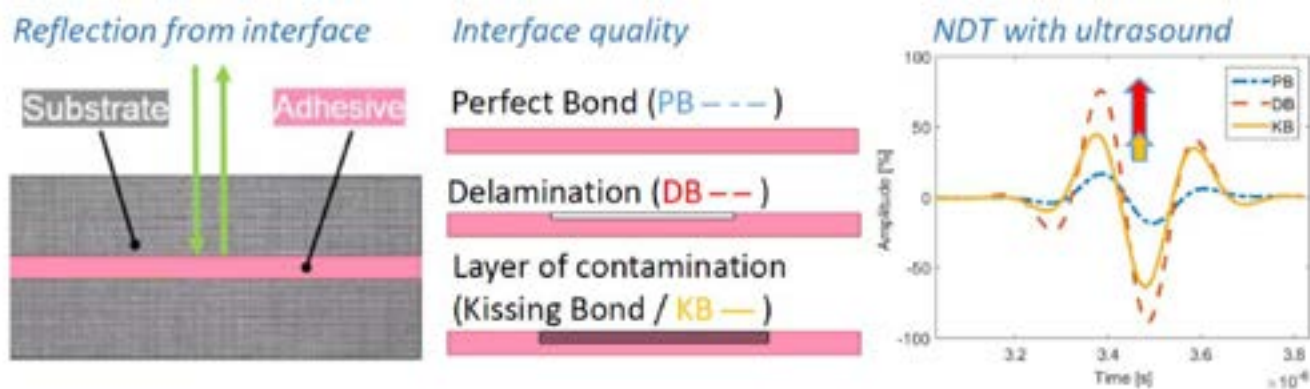 Reflection from interface
Substrate
Adhesive
Interface quality
Perfect Bond (PB – - – )
Delamination (DB – – )
Layer of contamination
(Kissing Bond / KB — )
NDT with ultrasound
PB
DB
KB
Amplitude [%]
100
50
0
-50
-100
3.2
3.4
3.6
3.8
Time [s]
×10⁻⁶